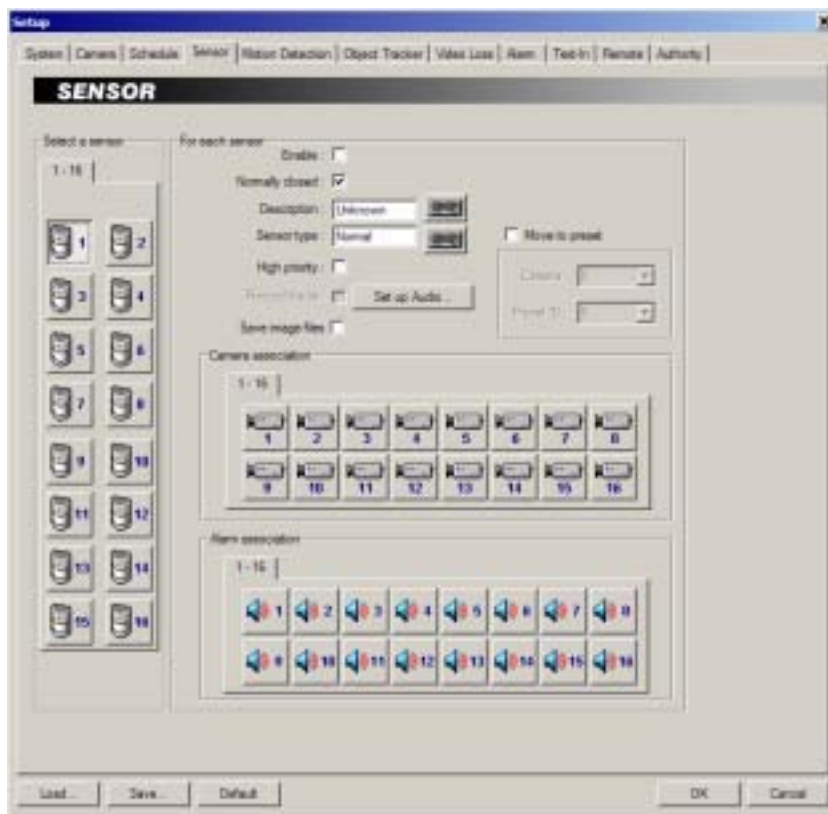 Setup
System Camera Schedule Sensor Motion Detection Object Tracker Video Loss Alarm Text-In Remote Authority
SENSOR
Select a sensor
1 - 16
1 2
3 4
5 6
7 8
9 10
11 12
13 14
15 16
For each sensor
Enable :
Normally closed :
Description : Unknown
Sensor type : Normal
High priority :
Set up Audio...
Save image files
Move to preset
Camera
Preset ID
Camera association
1 - 16
1 2 3 4 5 6 7 8
9 10 11 12 13 14 15 16
Alarm association
1 - 16
1 2 3 4 5 6 7 8
9 10 11 12 13 14 15 16
Load... Save... Default OK Cancel